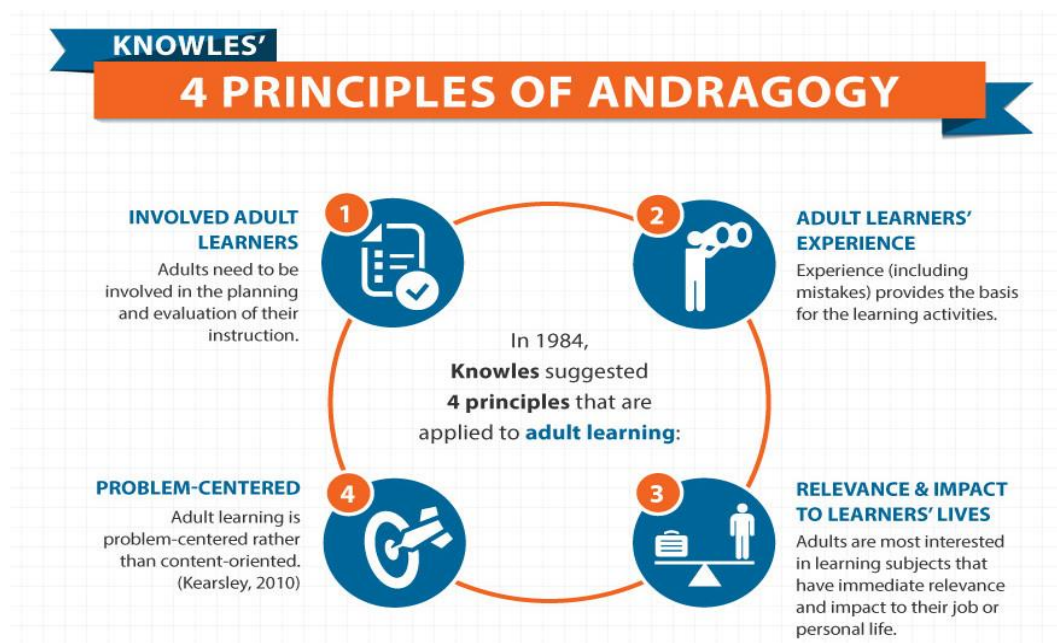 KNOWLES'
4 PRINCIPLES OF ANDRAGOGY
1
INVOLVED ADULT
LEARNERS
Adults need to be
involved in the planning
and evaluation of their
instruction.
2
ADULT LEARNERS'
EXPERIENCE
Experience (including
mistakes) provides the basis
for the learning activities.
In 1984,
Knowles suggested
4 principles that are
applied to adult learning:
3
RELEVANCE & IMPACT
TO LEARNERS' LIVES
Adults are most interested
in learning subjects that
have immediate relevance
and impact to their job or
personal life.
4
PROBLEM-CENTERED
Adult learning is
problem-centered rather
than content-oriented.
(Kearsley, 2010)